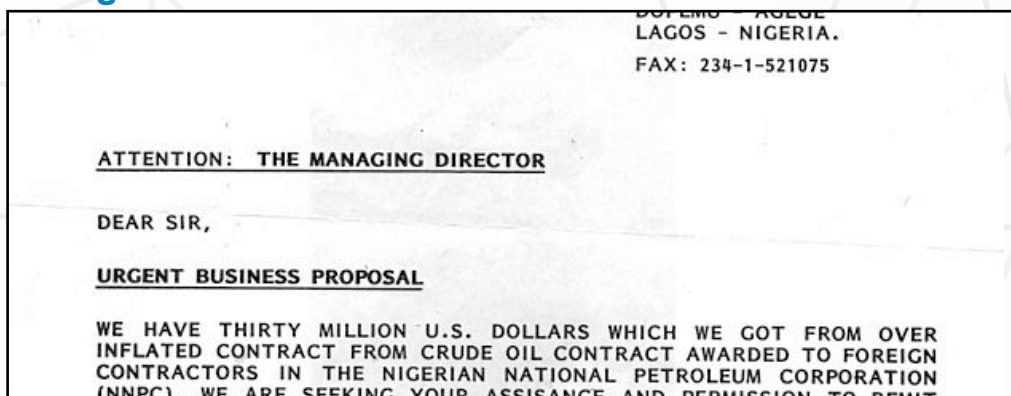 DOPEMU - AGEGE
LAGOS - NIGERIA.
FAX: 234-1-521075
ATTENTION: THE MANAGING DIRECTOR
DEAR SIR,
URGENT BUSINESS PROPOSAL
WE HAVE THIRTY MILLION U.S. DOLLARS WHICH WE GOT FROM OVER
INFLATED CONTRACT FROM CRUDE OIL CONTRACT AWARDED TO FOREIGN
CONTRACTORS IN THE NIGERIAN NATIONAL PETROLEUM CORPORATION
(NNPC). WE ARE SEEKING YOUR ASSISANCE AND PERMISSION TO REMIT